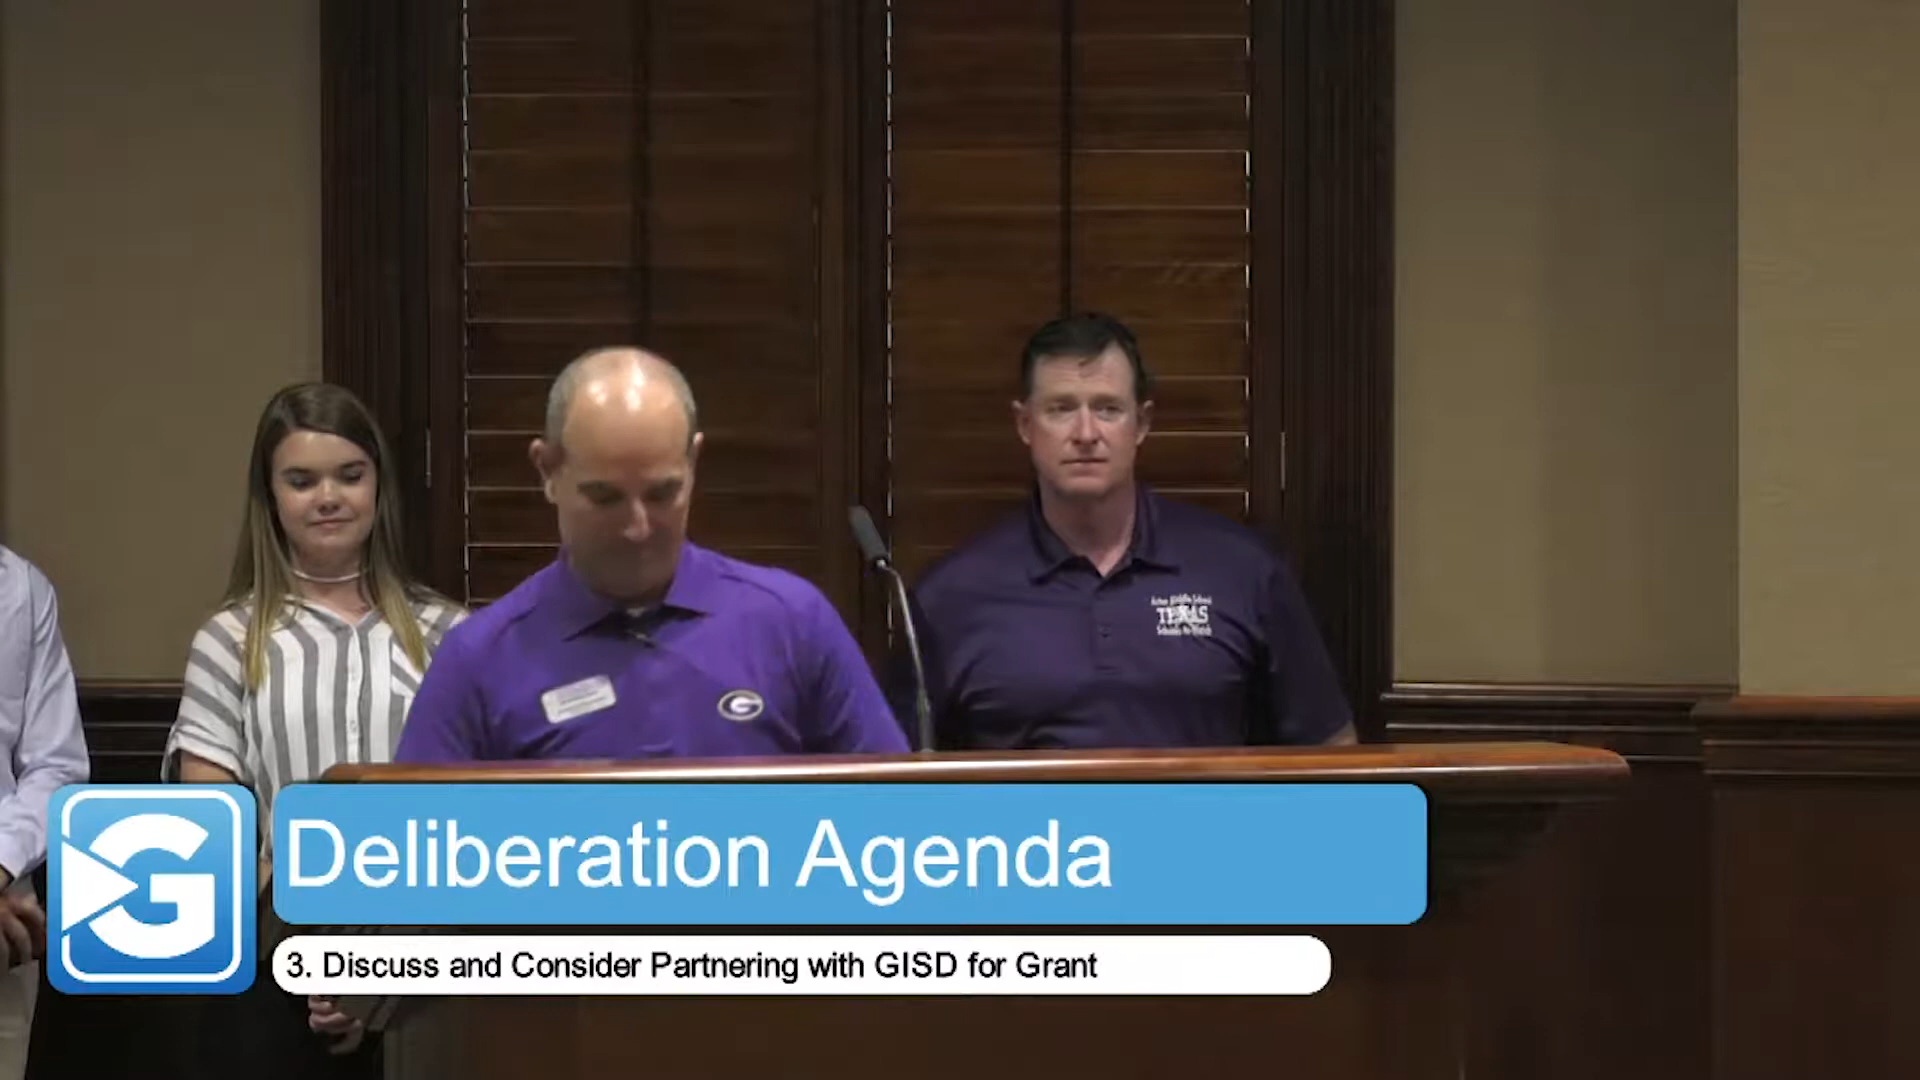 TEXAS
G
G
Deliberation Agenda
3. Discuss and Consider Partnering with GISD for Grant